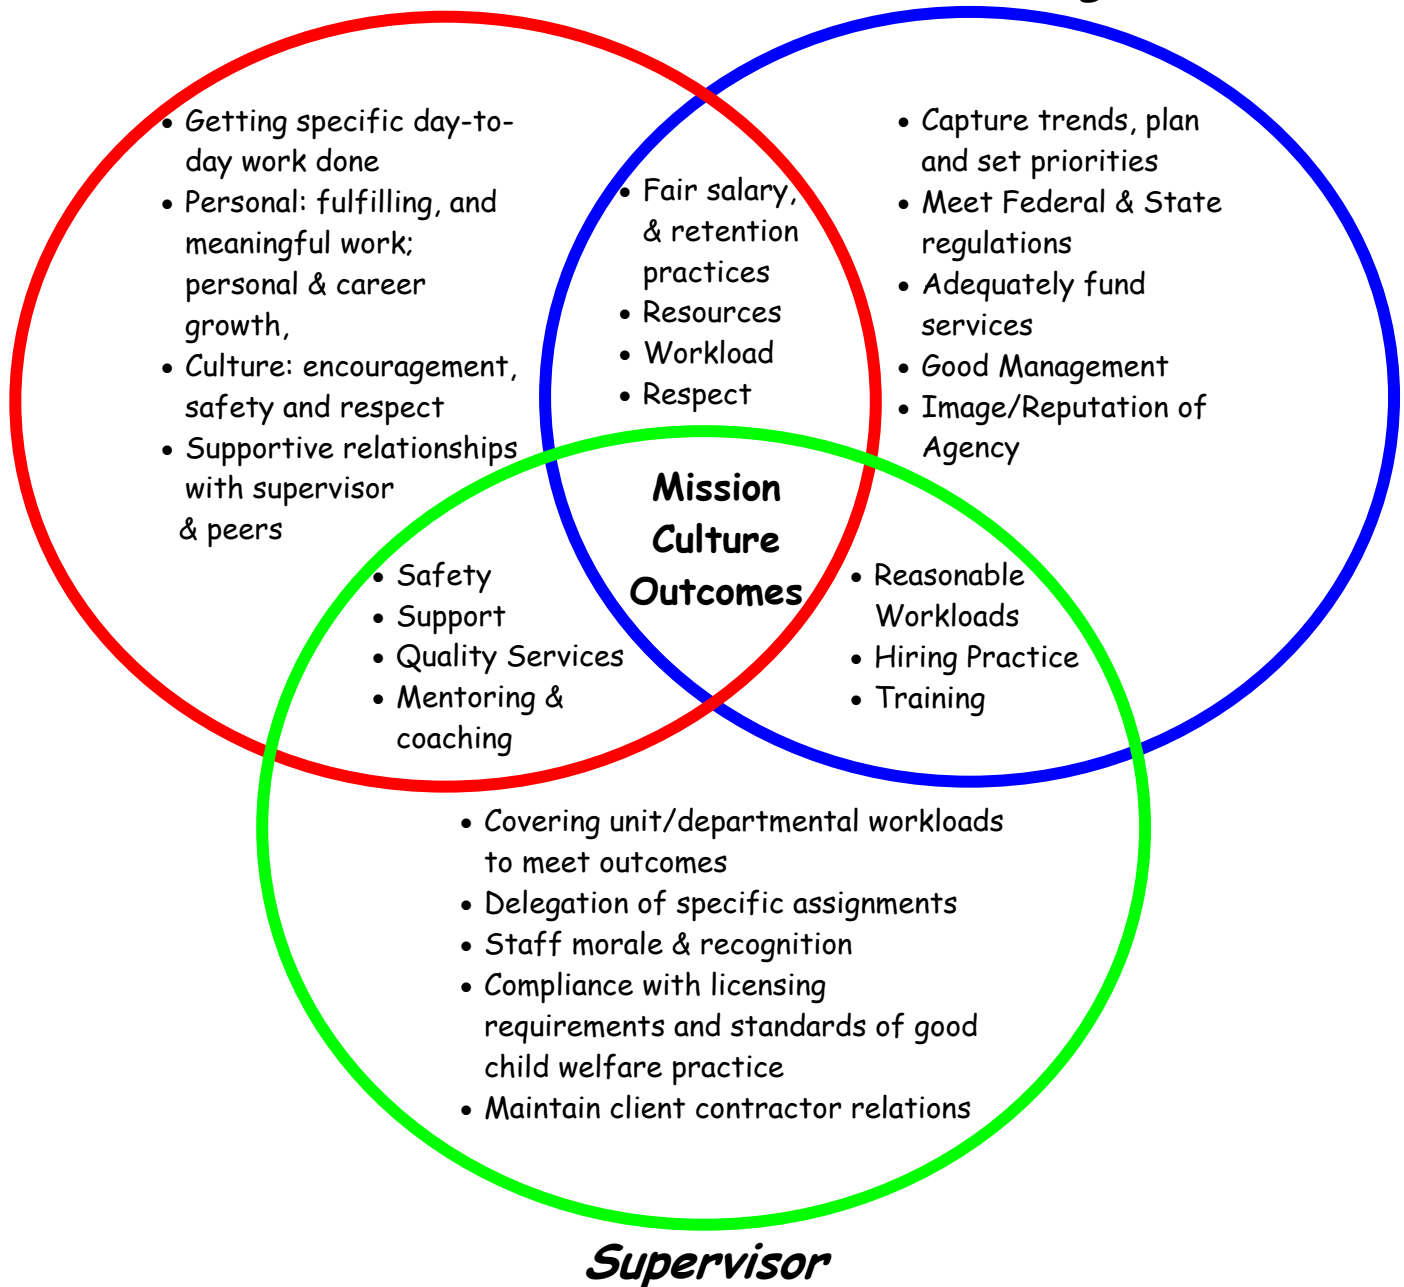 • Getting specific day-to-
day work done
• Personal: fulfilling, and
meaningful work;
personal & career
growth,
• Culture: encouragement,
safety and respect
• Supportive relationships
with supervisor
& peers
• Fair salary,
& retention
practices
• Resources
• Workload
• Respect
• Capture trends, plan
and set priorities
• Meet Federal & State
regulations
• Adequately fund
services
• Good Management
• Image/Reputation of
Agency
Mission
Culture
Outcomes
• Safety
• Support
• Quality Services
• Mentoring &
coaching
• Reasonable
Workloads
• Hiring Practice
• Training
• Covering unit/departmental workloads
to meet outcomes
• Delegation of specific assignments
• Staff morale & recognition
• Compliance with licensing
requirements and standards of good
child welfare practice
• Maintain client contractor relations
Supervisor